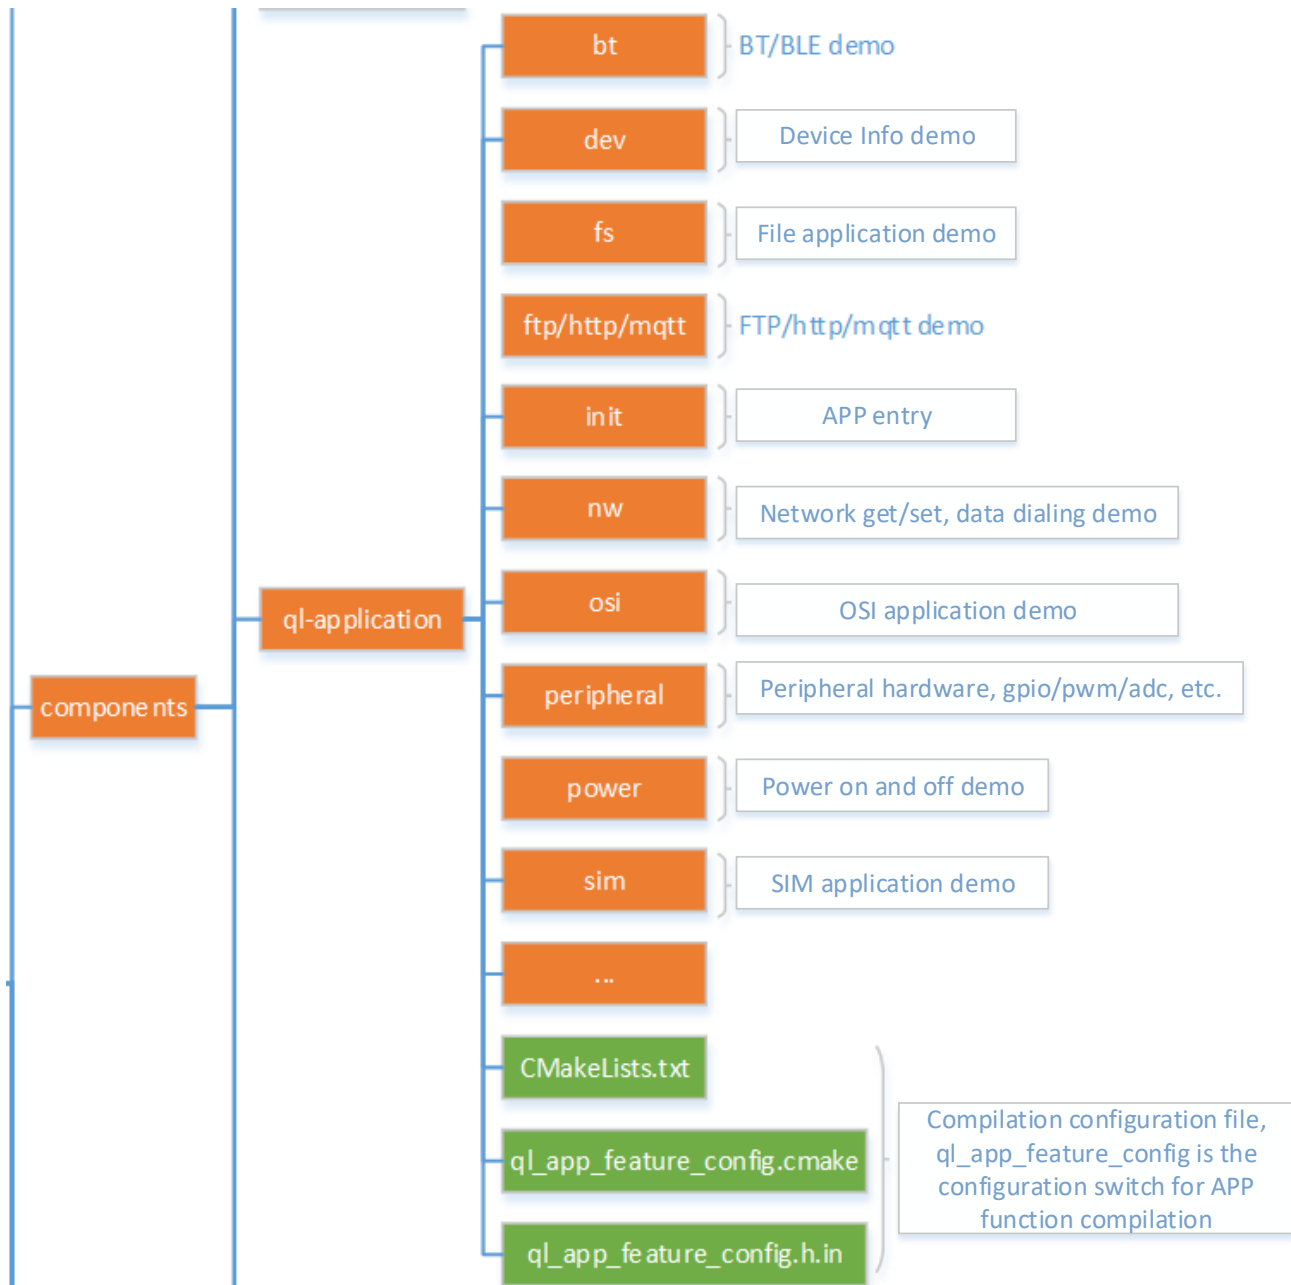 bt
BT/BLE demo
dev
Device Info demo
fs
File application demo
ftp/http/mqtt
FTP/http/mqtt demo
init
APP entry
nw
Network get/set, data dialing demo
ql-application
osi
OSI application demo
components
peripheral
Peripheral hardware, gpio/pwm/adc, etc.
power
Power on and off demo
sim
SIM application demo
...
CMakeLists.txt
ql_app_feature_config.cmake
ql_app_feature_config.h.in
Compilation configuration file,
ql_app_feature_config is the
configuration switch for APP
function compilation